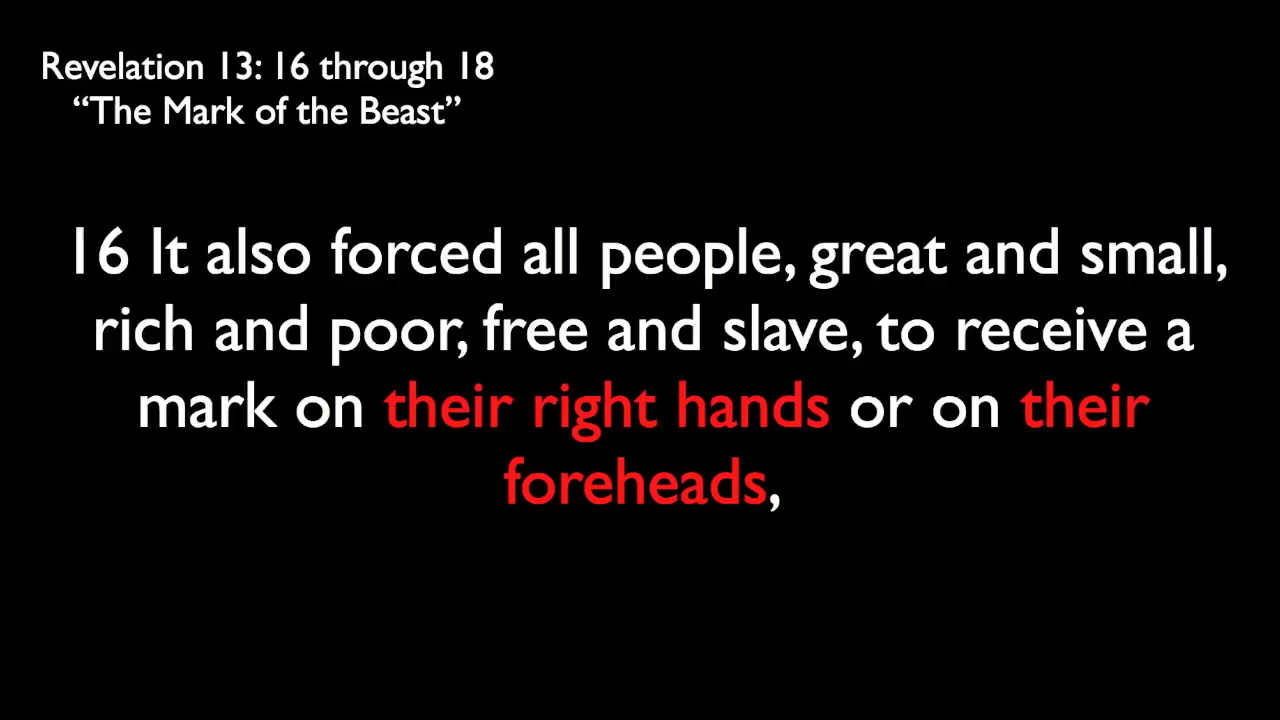 Revelation 13: 16 through 18
“The Mark of the Beast”
16 It also forced all people, great and small,
rich and poor, free and slave, to receive a
mark on their right hands or on their
foreheads,